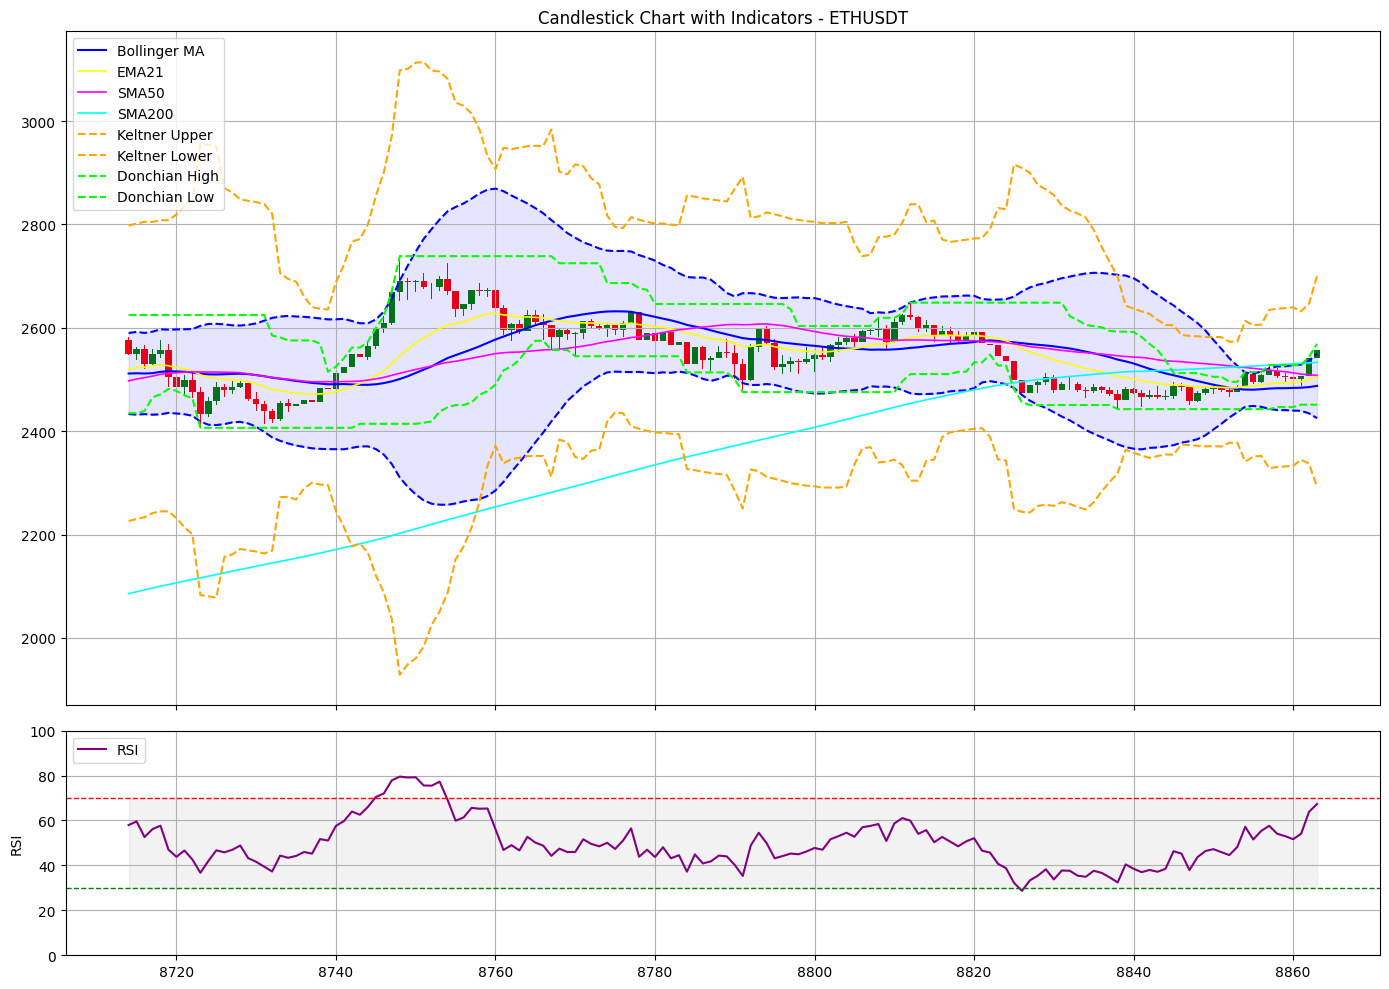 Candlestick Chart with Indicators - ETHUSDT
Bollinger MA
EMA21
SMA50
SMA200
Keltner Upper
Keltner Lower
Donchian High
Donchian Low
3000
2800
2600
2400
2200
2000
RSI
100
80
60
40
20
0
RSI
8720 8740 8760 8780 8800 8820 8840 8860